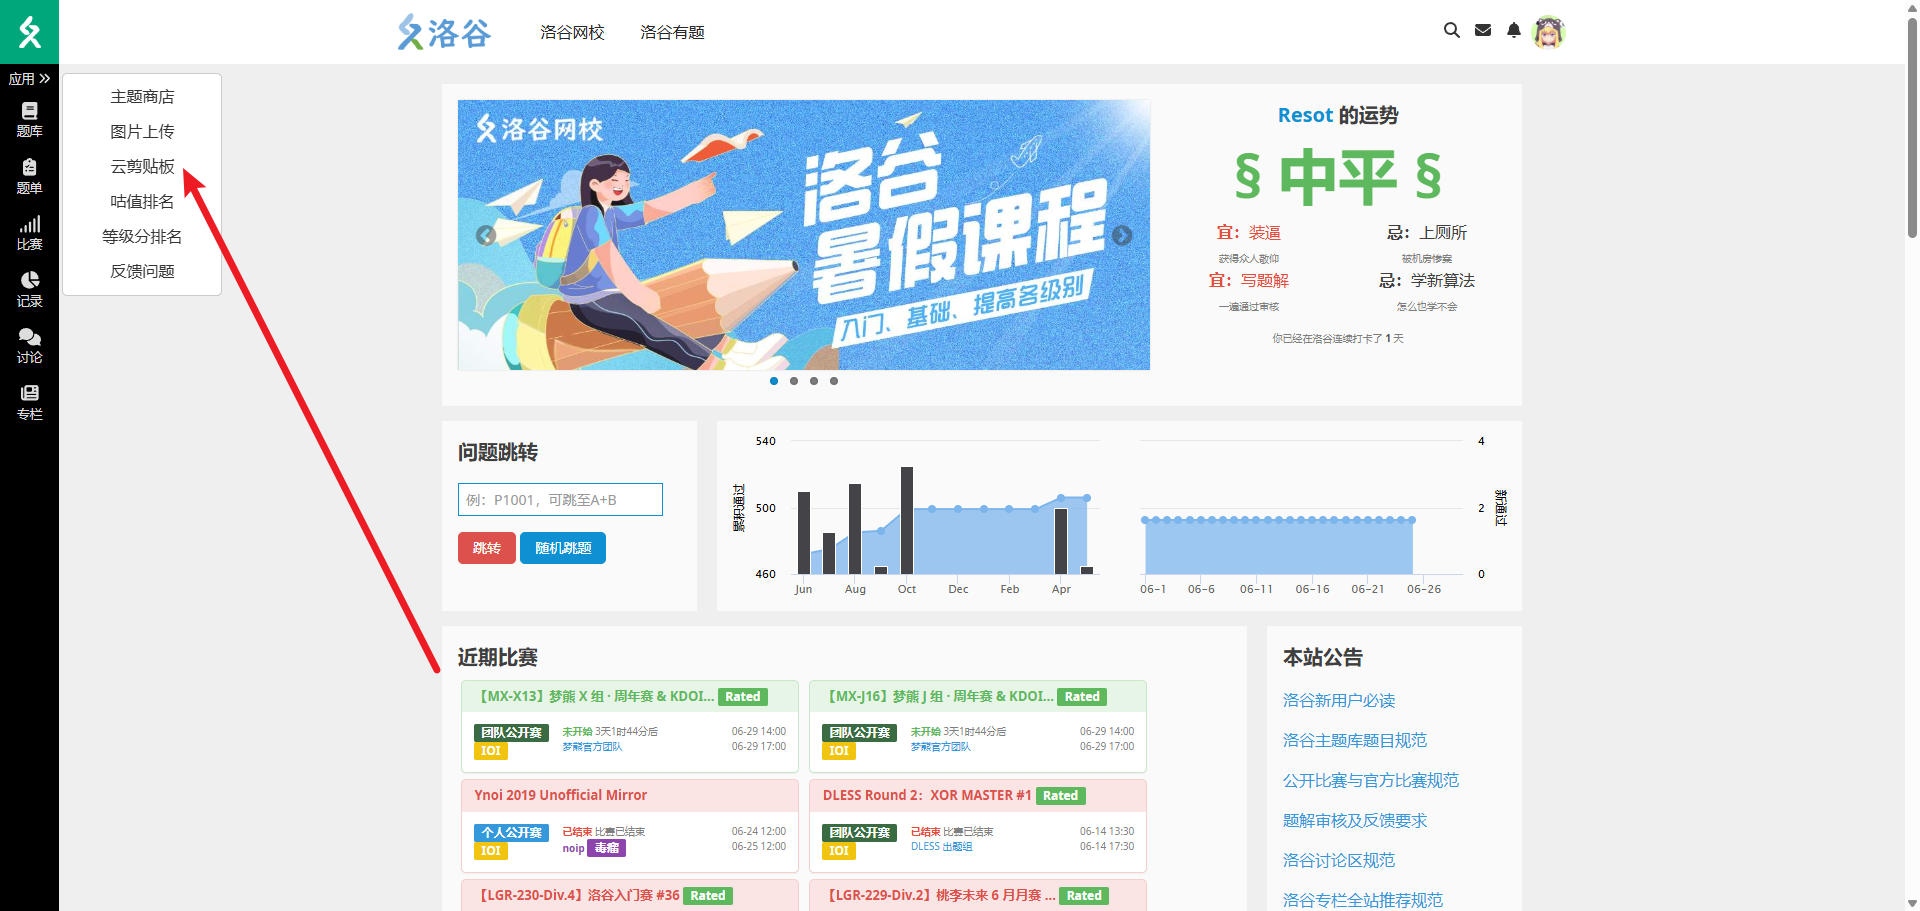 洛谷
洛谷网校
洛谷有题
应用
题库
题单
比赛
记录
讨论
专栏
主题商店
图片上传
云剪贴板
咕值排名
等级分排名
反馈问题
洛谷网校
洛谷
暑假课程
入门、基础、提高各级别
Resot 的运势
§ 中平 §
宜：装逼
忌：上厕所
获得众人敬仰
被机房惨案
宜：写题解
忌：学新算法
一遍通过审核
怎么也学不会
你已经在洛谷连续打卡了 1 天
问题跳转
例：P1001，可跳至A+B
跳转
随机跳题
540
500
460
累积通过
Jun
Aug
Oct
Dec
Feb
Apr
4
2
0
新通过
06-1
06-6
06-11
06-16
06-21
06-26
近期比赛
【MX-X13】梦熊 X 组 · 周年赛 & KDOI... Rated
团队公开赛
IOI
未开始 3天1时44分后
梦熊官方团队
06-29 14:00
06-29 17:00
【MX-J16】梦熊 J 组 · 周年赛 & KDOI... Rated
团队公开赛
IOI
未开始 3天1时44分后
梦熊官方团队
06-29 14:00
06-29 17:00
Ynoi 2019 Unofficial Mirror
个人公开赛
IOI
已结束 比赛已结束
noip 毒瘤
06-24 12:00
06-25 12:00
DLESS Round 2：XOR MASTER #1 Rated
团队公开赛
IOI
已结束 比赛已结束
DLESS 出题组
06-14 13:30
06-14 17:30
【LGR-230-Div.4】洛谷入门赛 #36 Rated
【LGR-229-Div.2】桃李未来 6 月月赛 ... Rated
本站公告
洛谷新用户必读
洛谷主题库题目规范
公开比赛与官方比赛规范
题解审核及反馈要求
洛谷讨论区规范
洛谷专栏全站推荐规范